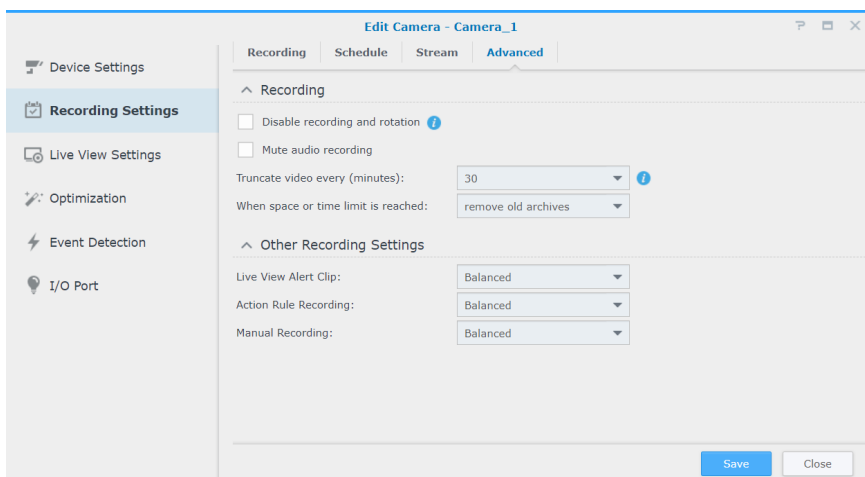 Edit Camera - Camera_1
Device Settings
Recording Settings
Live View Settings
Optimization
Event Detection
I/O Port
Recording Schedule Stream Advanced
Recording
Disable recording and rotation
Mute audio recording
Truncate video every (minutes): 30
When space or time limit is reached: remove old archives
Other Recording Settings
Live View Alert Clip: Balanced
Action Rule Recording: Balanced
Manual Recording: Balanced
Save Close